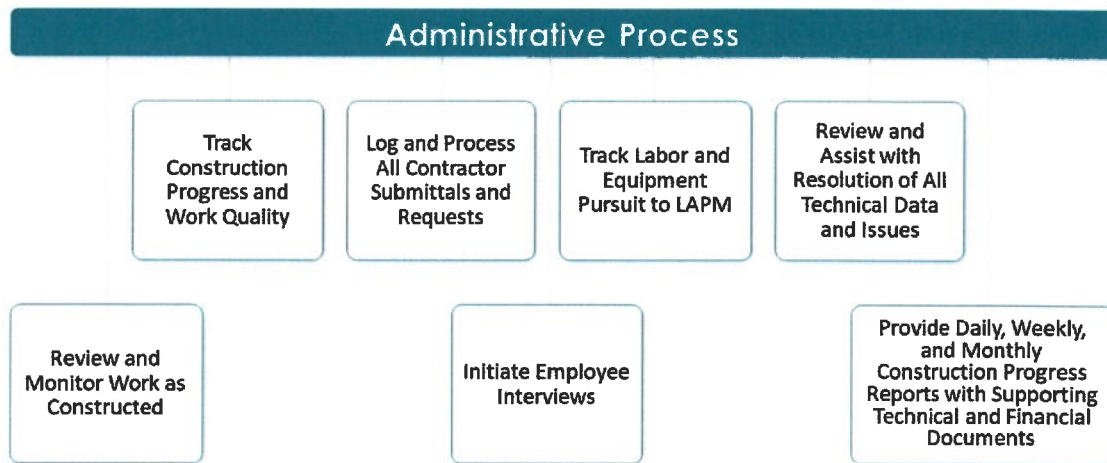 Administrative Process
Track
Construction
Progress and
Work Quality
Log and Process
All Contractor
Submittals and
Requests
Track Labor and
Equipment
Pursuit to LAPM
Review and
Assist with
Resolution of All
Technical Data
and Issues
Review and
Monitor Work as
Constructed
Initiate Employee
Interviews
Provide Daily, Weekly,
and Monthly
Construction Progress
Reports with Supporting
Technical and Financial
Documents